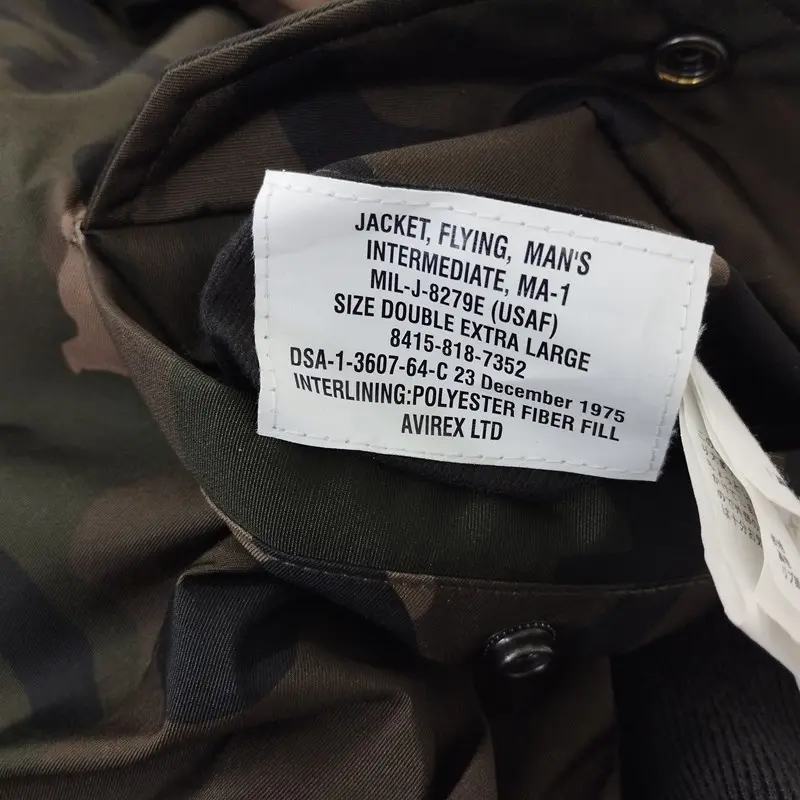 JACKET, FLYING, MAN'S
INTERMEDIATE, MA-1
MIL-J-8279E (USAF)
SIZE DOUBLE EXTRA LARGE
8415-818-7352
DSA-1-3607-64-C 23 December 1975
INTERLINING:POLYESTER FIBER FILL
AVIREX LTD